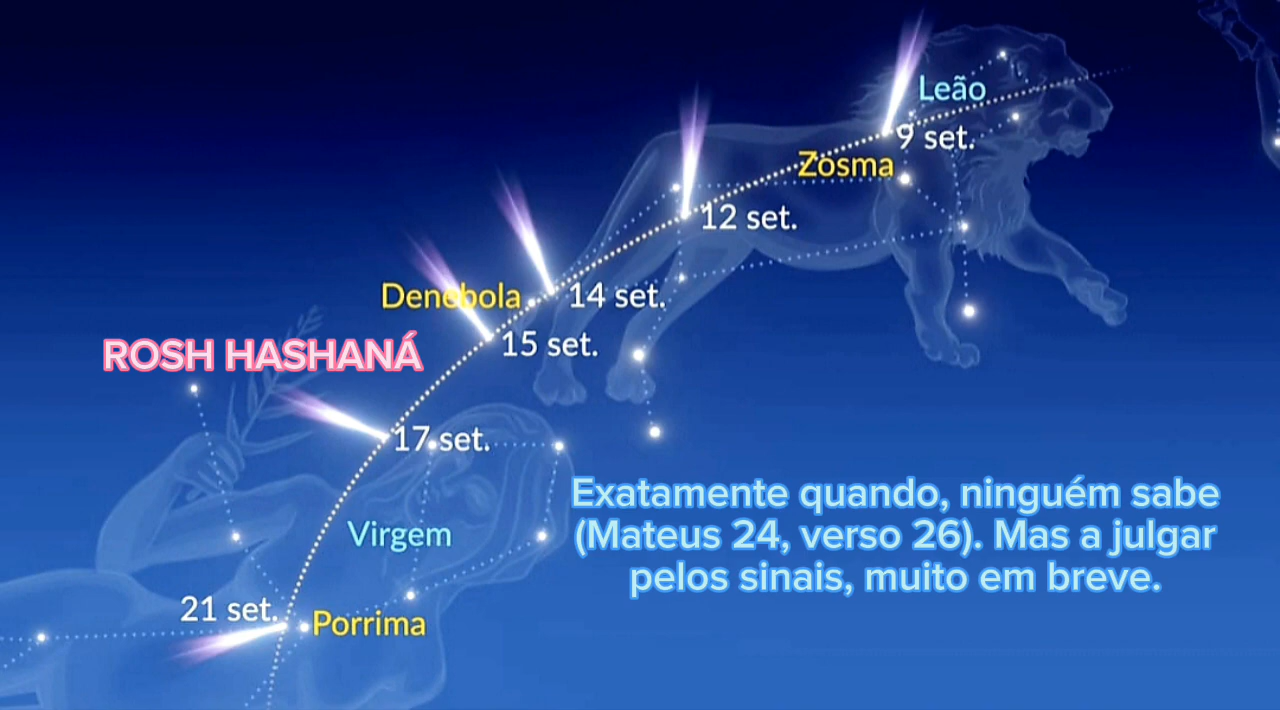 Leão
9 set.
Zosma
12 set.
Denebola
14 set.
15 set.
ROSH HASHANÁ
17 set.
Exatamente quando, ninguém sabe
(Mateus 24, verso 26). Mas a julgar
pelos sinais, muito em breve.
Virgem
21 set.
Porrima